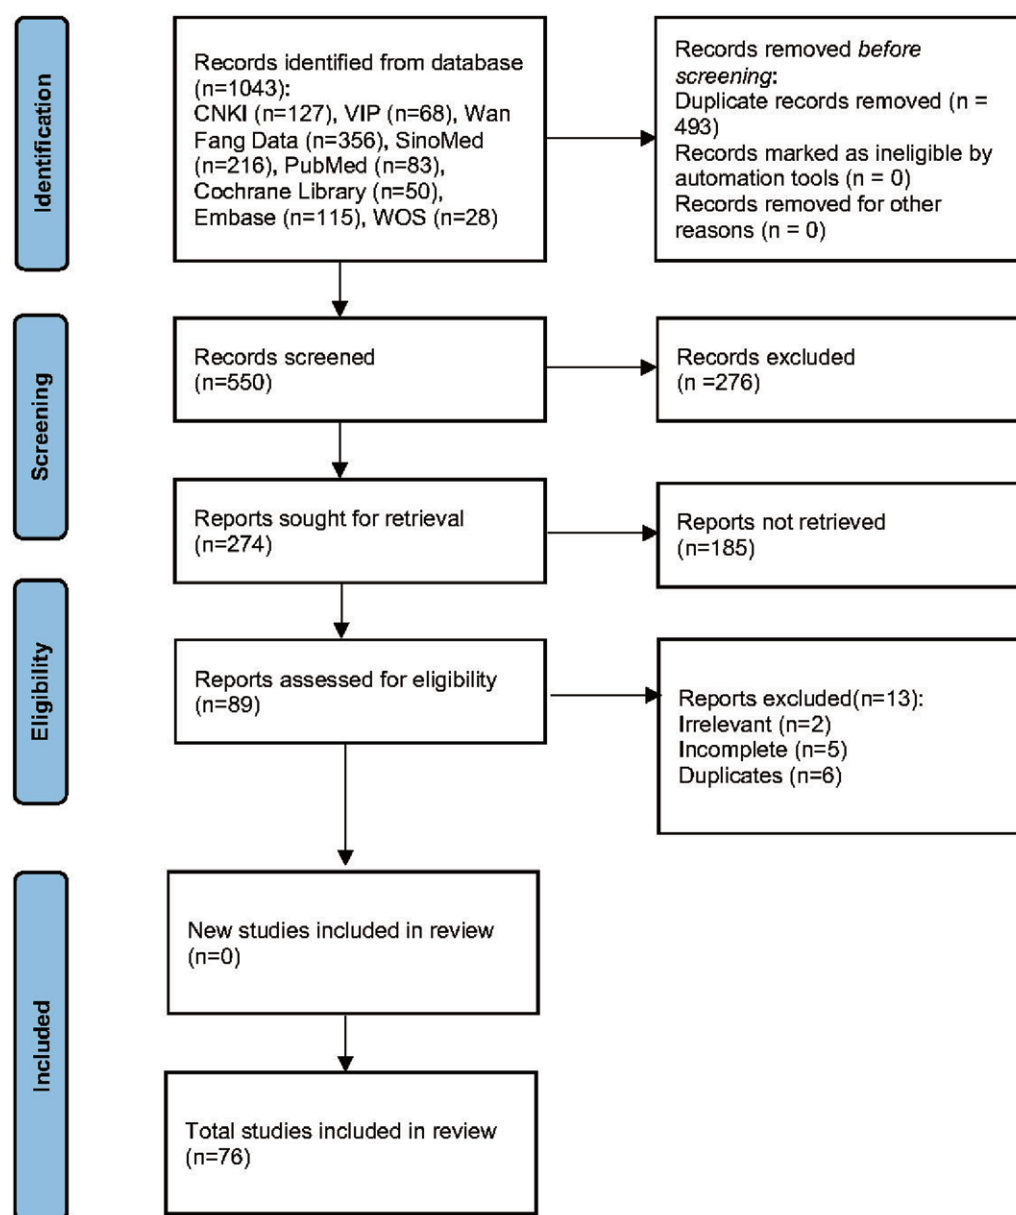 Identification
Records identified from database
(n=1043):
CNKI (n=127), VIP (n=68), Wan
Fang Data (n=356), SinoMed
(n=216), PubMed (n=83),
Cochrane Library (n=50),
Embase (n=115), WOS (n=28)
Records removed before
screening:
Duplicate records removed (n =
493)
Records marked as ineligible by
automation tools (n = 0)
Records removed for other
reasons (n = 0)
Screening
Records screened
(n=550)
Records excluded
(n =276)
Reports sought for retrieval
(n=274)
Reports not retrieved
(n=185)
Eligibility
Reports assessed for eligibility
(n=89)
Reports excluded(n=13):
Irrelevant (n=2)
Incomplete (n=5)
Duplicates (n=6)
Included
New studies included in review
(n=0)
Total studies included in review
(n=76)